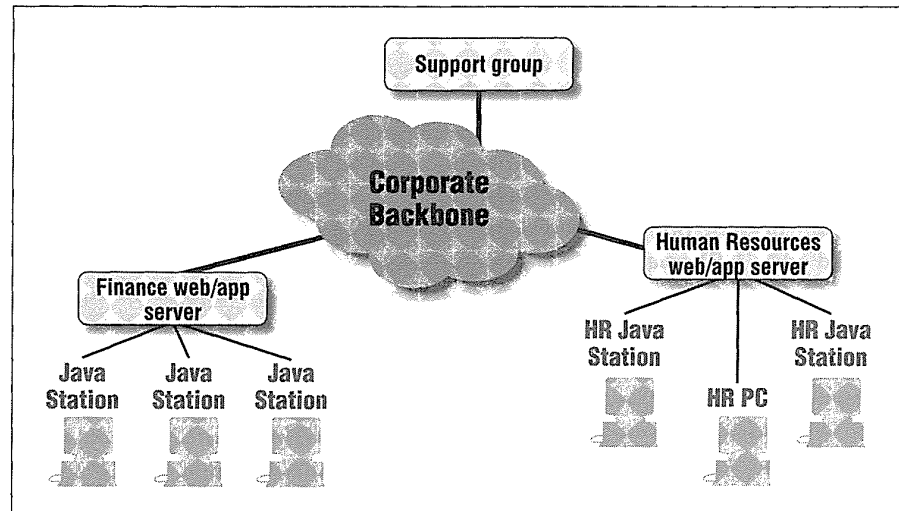 Support group
Corporate
Backbone
Human Resources
web/app server
Finance web/app
server
HR Java
Station
HR Java
Station
HR PC
Java
Station
Java
Station
Java
Station